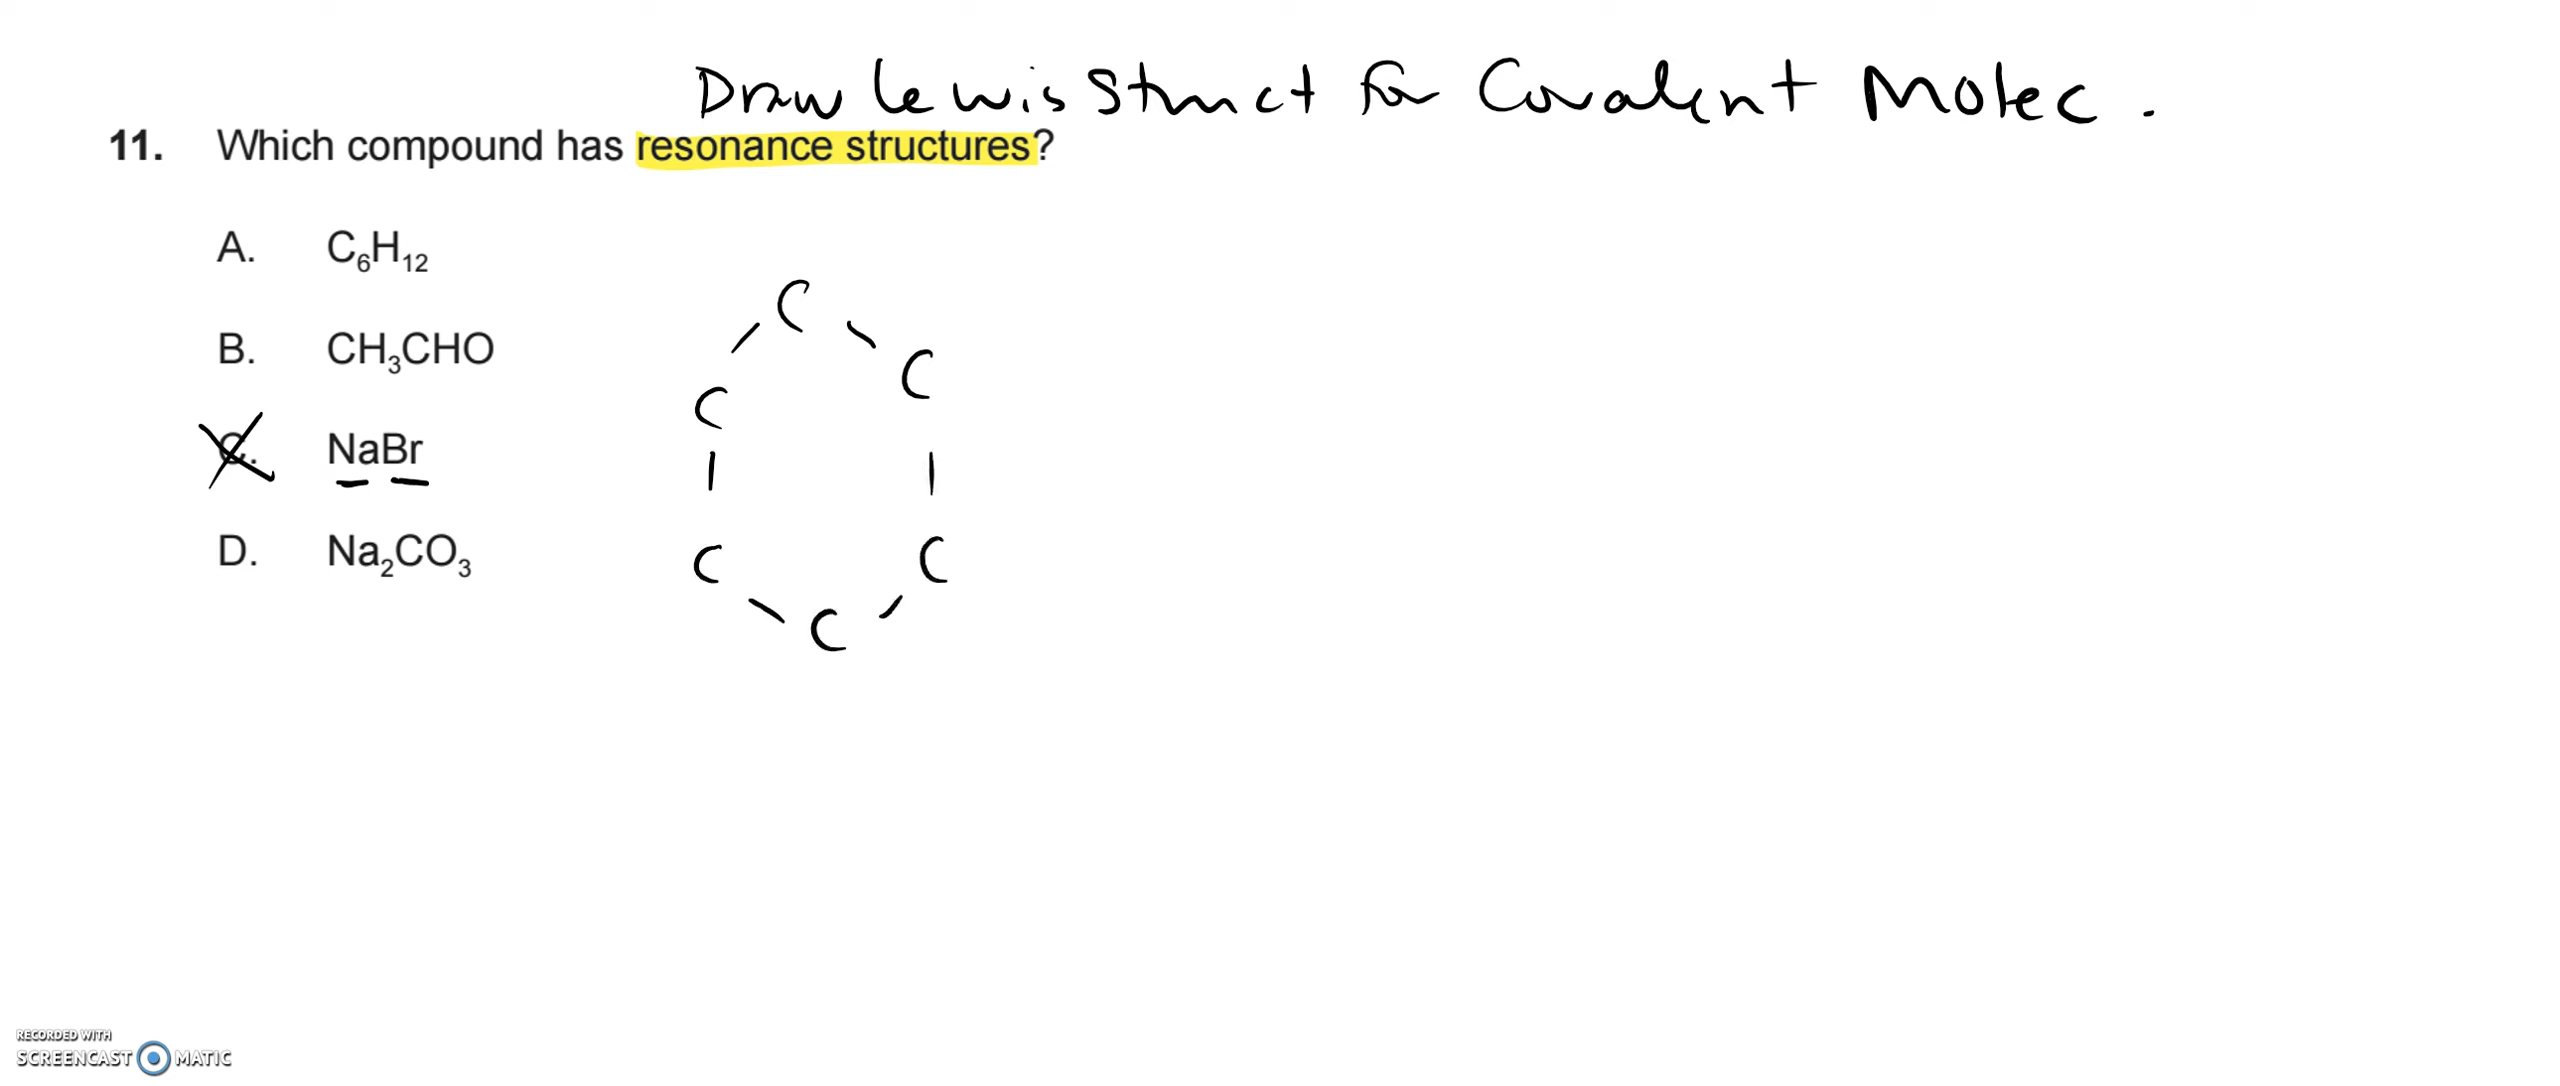 Draw Lewis Struct for Covalent Molec.
11. Which compound has resonance structures?
A. C₆H₁₂
B. CH₃CHO
C. NaBr
D. Na₂CO₃
C
C
C
C
C
C
RECORDED WITH
SCREENCAST MATIC